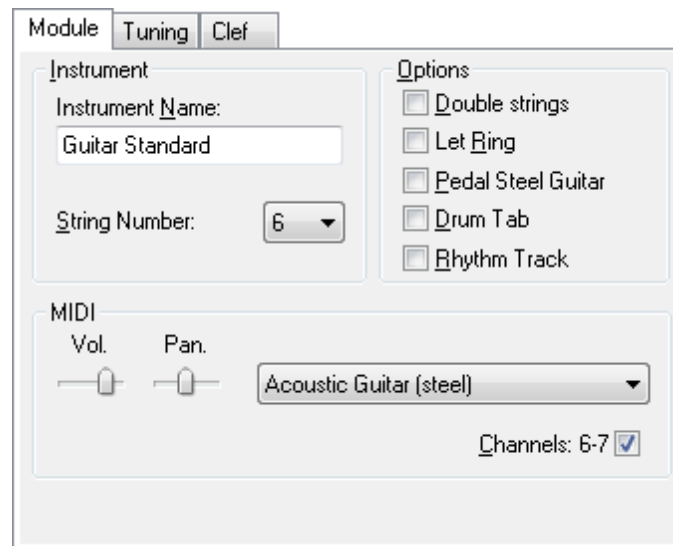 Module Tuning Clef
Instrument
Instrument Name:
Guitar Standard
String Number: 6
Options
Double strings
Let Ring
Pedal Steel Guitar
Drum Tab
Rhythm Track
MIDI
Vol. Pan.
Acoustic Guitar (steel)
Channels: 6-7